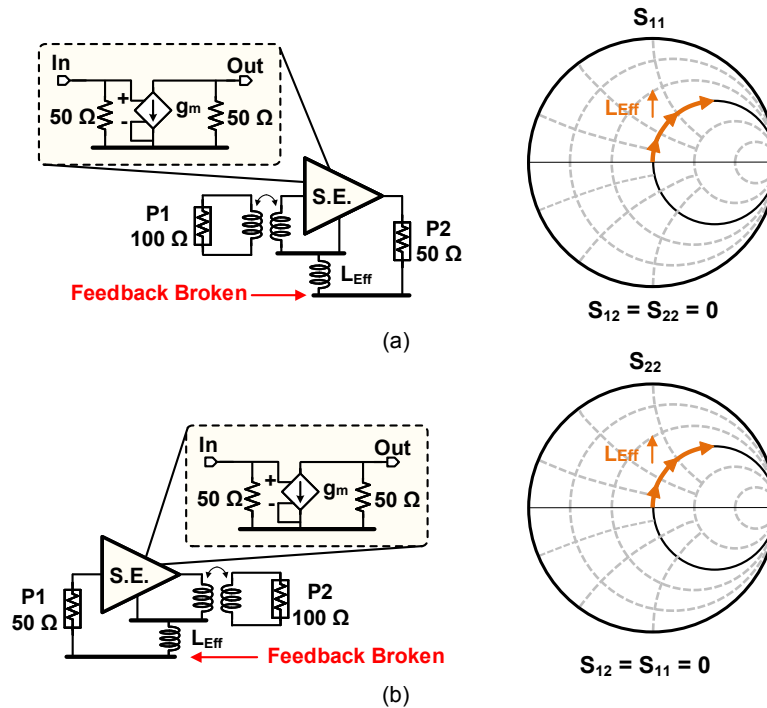 In
Out
+
-
gm
50 Ω
50 Ω
S.E.
P1
100 Ω
P2
50 Ω
LEff
Feedback Broken
S11
LEff
S12 = S22 = 0
(a)
In
Out
+
-
gm
50 Ω
50 Ω
S.E.
P1
50 Ω
P2
100 Ω
LEff
Feedback Broken
S22
LEff
S12 = S11 = 0
(b)